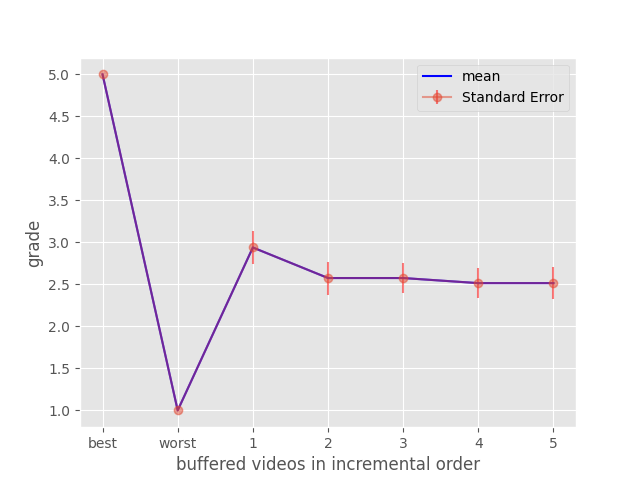 mean
Standard Error
5.0
4.5
4.0
3.5
3.0
2.5
2.0
1.5
1.0
grade
best worst 1 2 3 4 5
buffered videos in incremental order